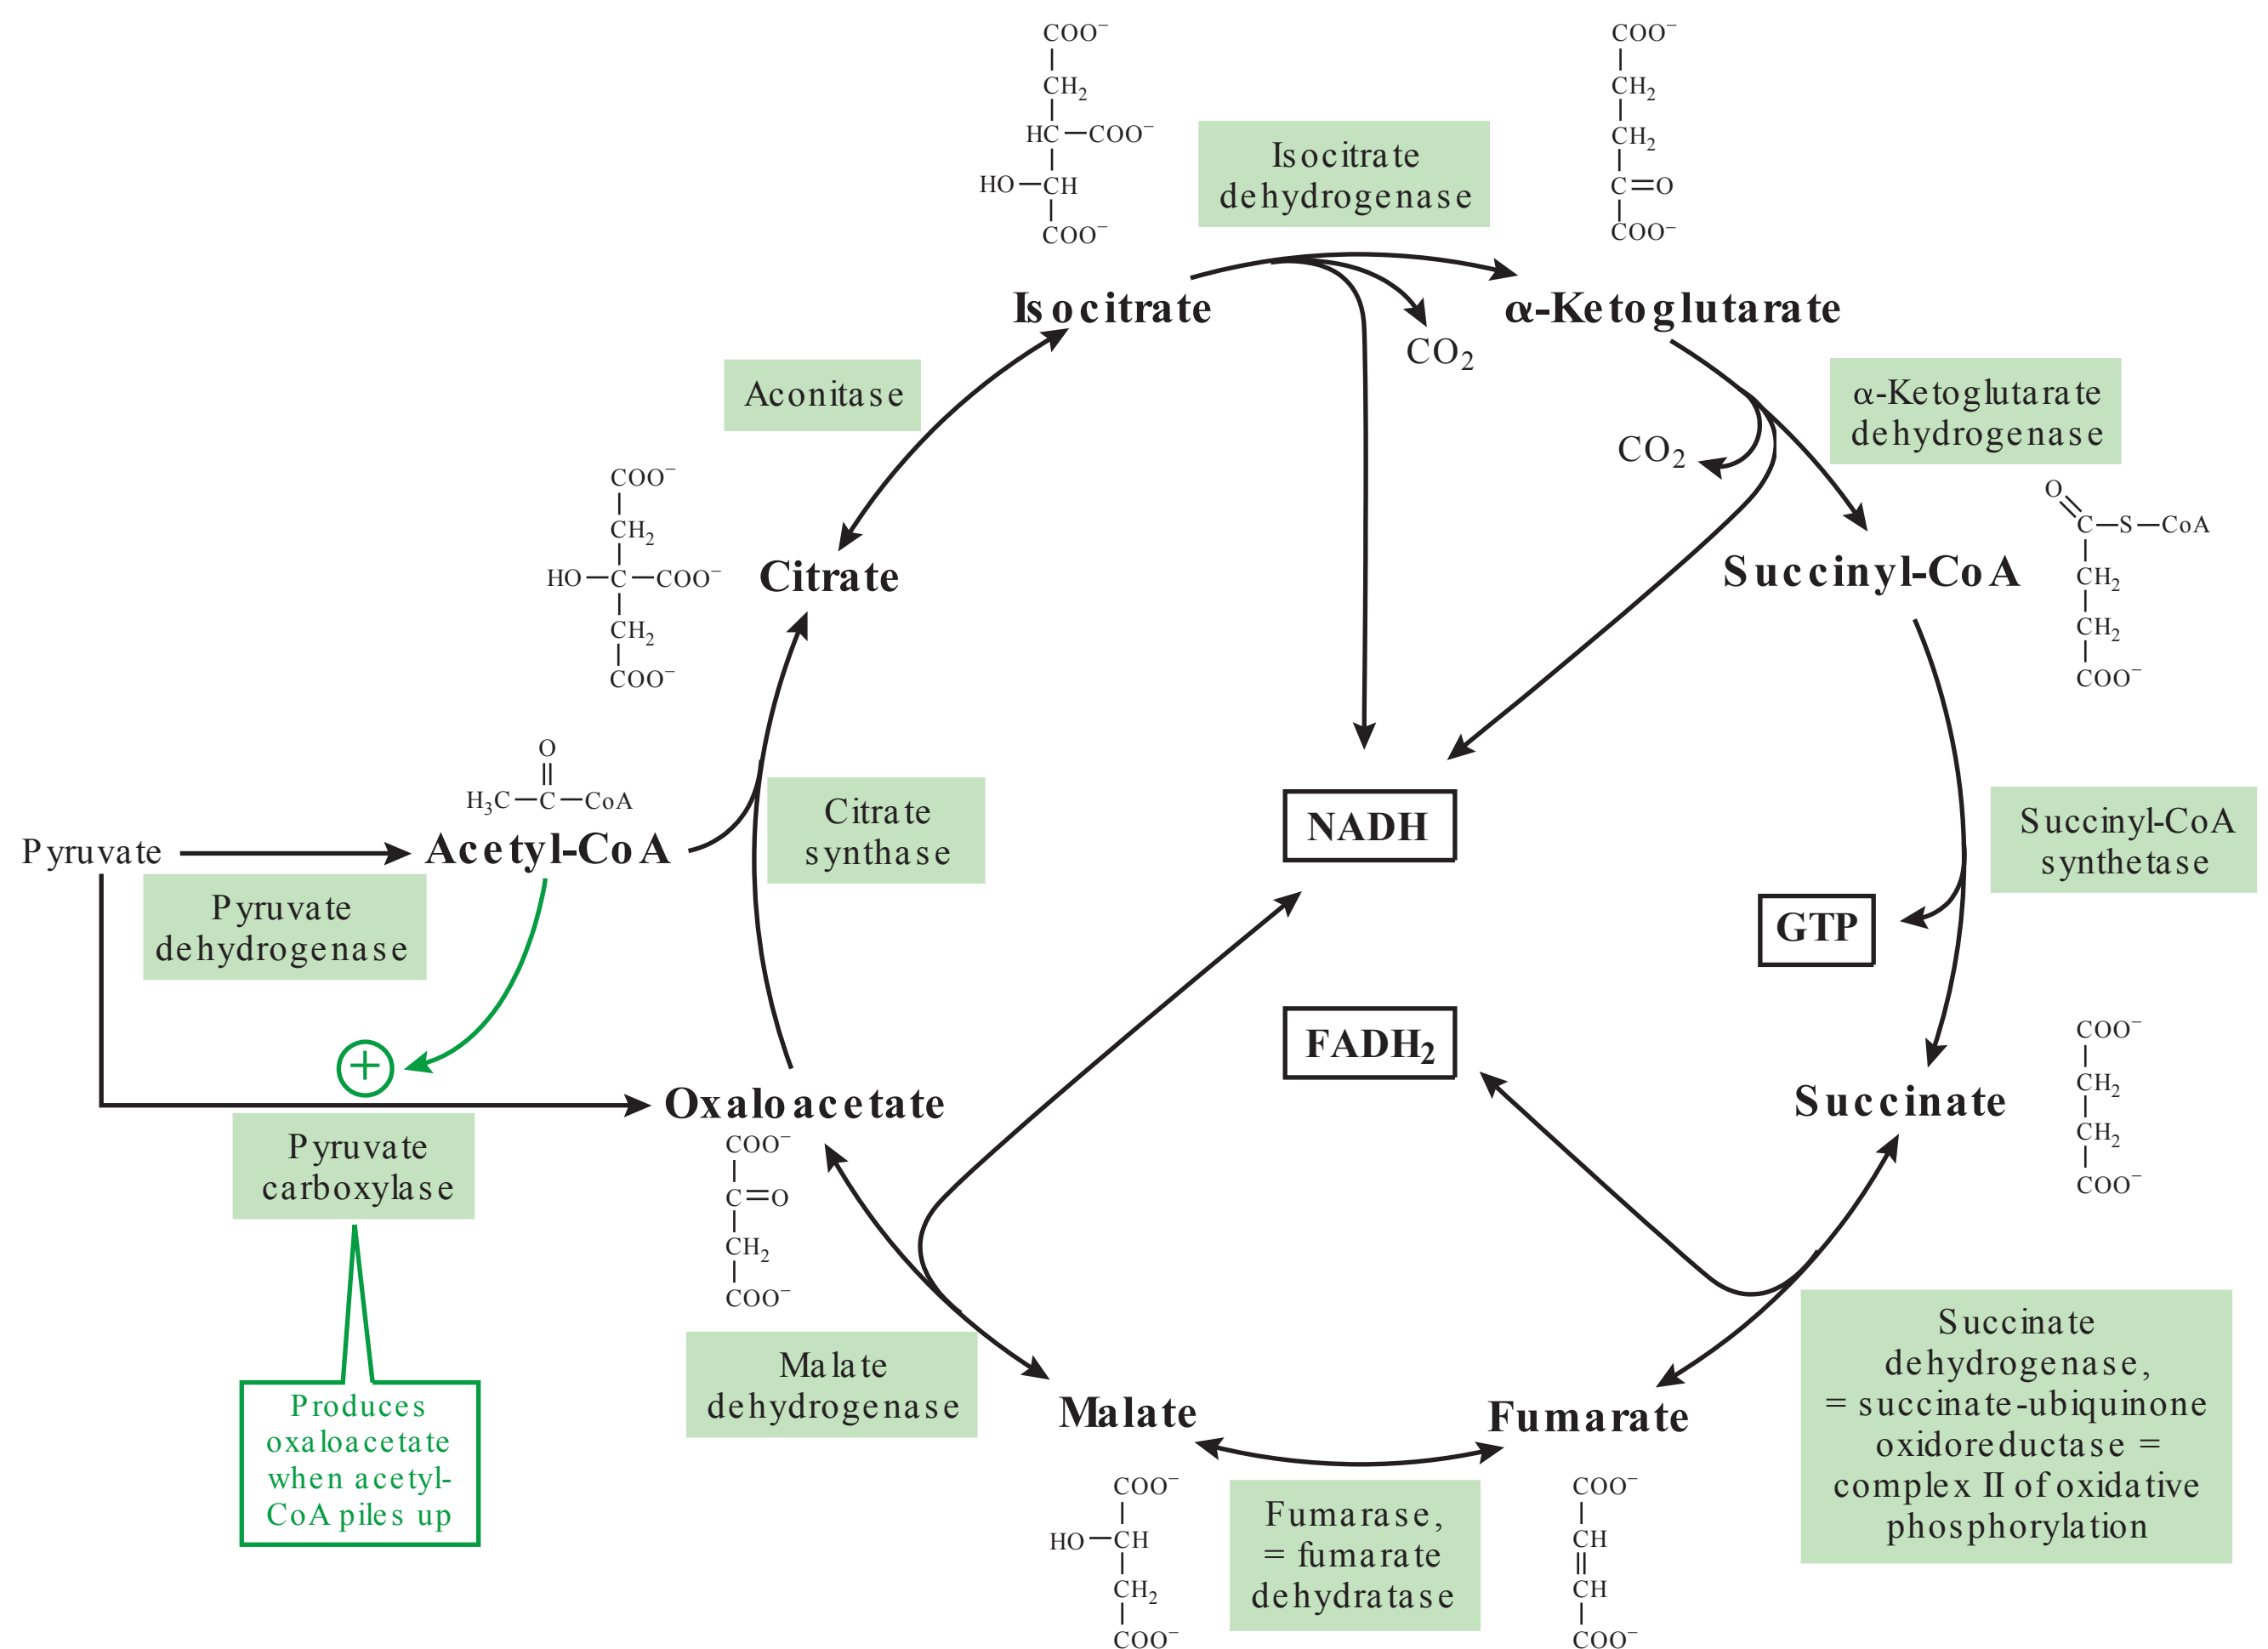 COO⁻
CH₂
HC—COO⁻
HO—CH
COO⁻
Isocitrate
Isocitrate
dehydrogenase
COO⁻
CH₂
CH₂
C=O
COO⁻
α-Ketoglutarate
CO₂
Aconitase
α-Ketoglutarate
dehydrogenase
CO₂
COO⁻
CH₂
HO—C—COO⁻
CH₂
COO⁻
Citrate
Succinyl-CoA
O
C—S—CoA
CH₂
CH₂
COO⁻
O
H₃C—C—CoA
Pyruvate
Acetyl-CoA
Citrate
synthase
NADH
Succinyl-CoA
synthetase
Pyruvate
dehydrogenase
GTP
+
FADH₂
Oxaloacetate
COO⁻
C=O
CH₂
COO⁻
Succinate
COO⁻
CH₂
CH₂
COO⁻
Pyruvate
carboxylase
Produces
oxaloacetate
when acetyl-
CoA piles up
Malate
dehydrogenase
Malate
COO⁻
HO—CH
CH₂
COO⁻
Fumarase,
= fumarate
dehydratase
Fumarate
COO⁻
CH
CH
COO⁻
Succinate
dehydrogenase,
= succinate-ubiquinone
oxidoreductase =
complex II of oxidative
phosphorylation